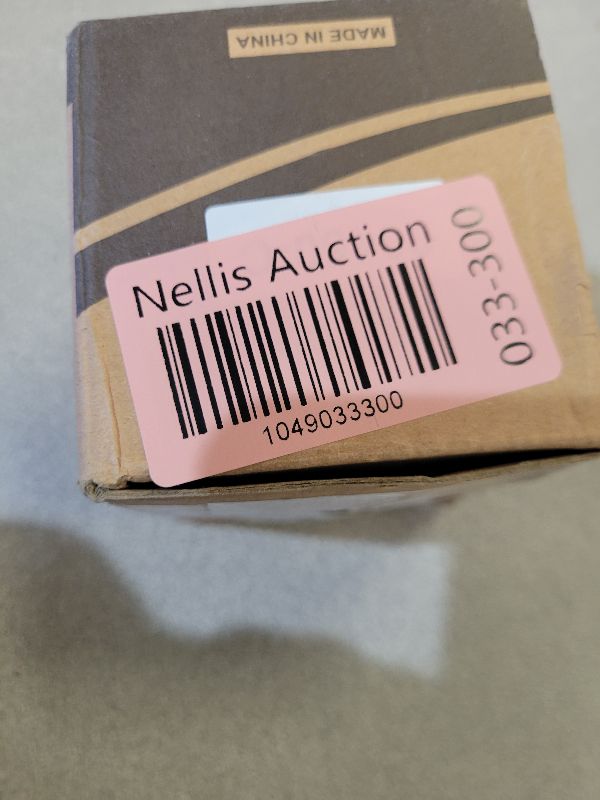 MADE IN CHINA
Nellis Auction
1049033300
033-300